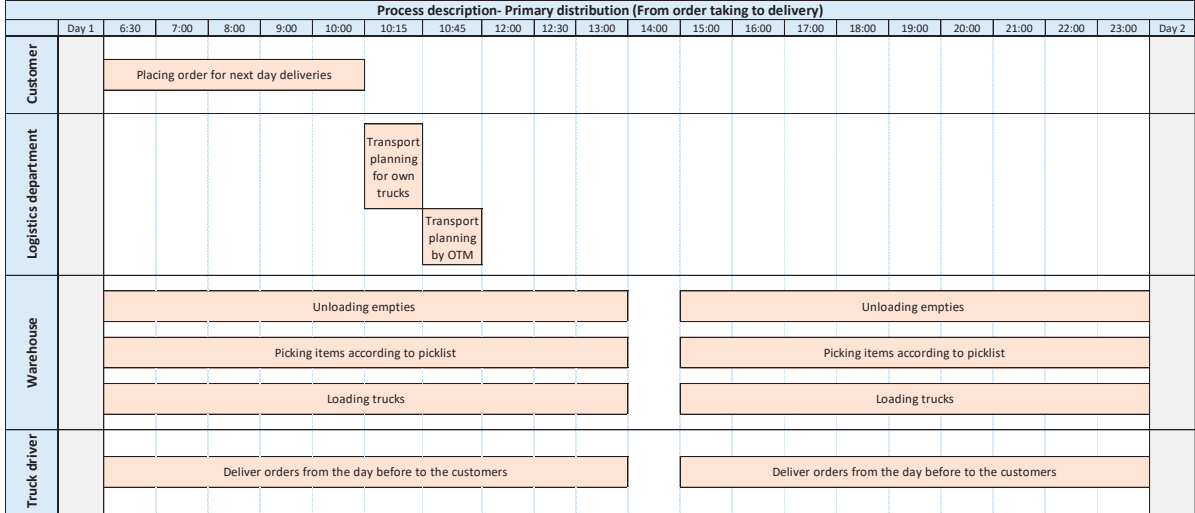 Process description- Primary distribution (From order taking to delivery)
Day 1 6:30 7:00 8:00 9:00 10:00 10:15 10:45 12:00 12:30 13:00 14:00 15:00 16:00 17:00 18:00 19:00 20:00 21:00 22:00 23:00 Day 2
Customer
Placing order for next day deliveries
Logistics department
Transport
planning
for own
trucks
Transport
planning
by OTM
Warehouse
Unloading empties Unloading empties
Picking items according to picklist Picking items according to picklist
Loading trucks Loading trucks
Truck driver
Deliver orders from the day before to the customers Deliver orders from the day before to the customers